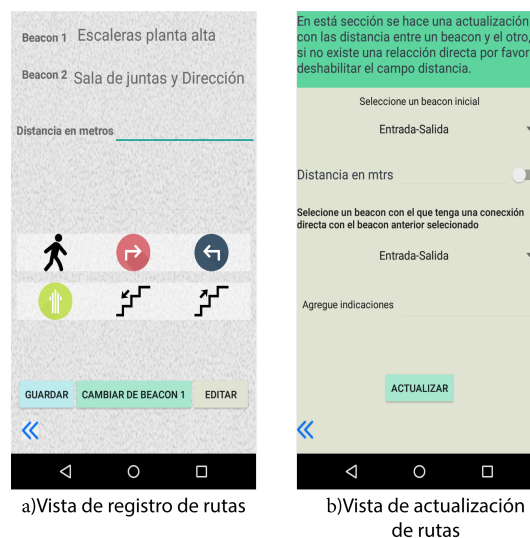 Beacon 1 Escaleras planta alta
Beacon 2 Sala de juntas y Dirección
Distancia en metros
GUARDAR CAMBIAR DE BEACON 1 EDITAR
a)Vista de registro de rutas
En está sección se hace una actualización
con las distancia entre un beacon y el otro,
si no existe una relacción directa por favor
deshabilitar el campo distancia.
Seleccione un beacon inicial
Entrada-Salida
Distancia en mtrs
Selecione un beacon con el que tenga una conecxión
directa con el beacon anterior selecionado
Entrada-Salida
Agregue indicaciones
ACTUALIZAR
b)Vista de actualización
de rutas